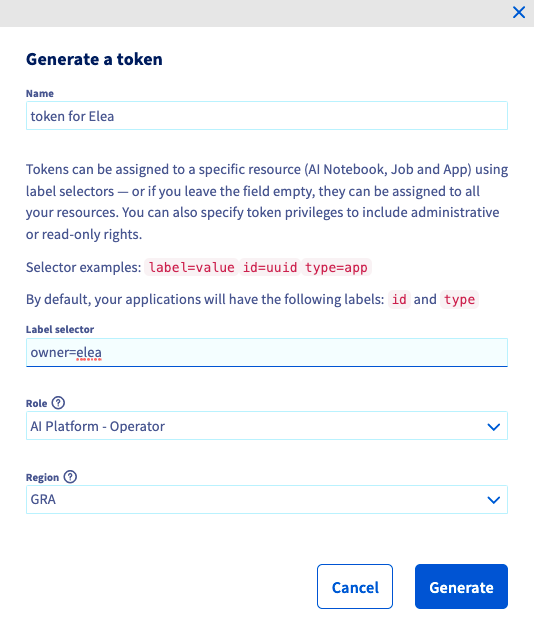 Generate a token
Name
token for Elea
Tokens can be assigned to a specific resource (AI Notebook, Job and App) using
label selectors — or if you leave the field empty, they can be assigned to all
your resources. You can also specify token privileges to include administrative
or read-only rights.
Selector examples: label=value id=uuid type=app
By default, your applications will have the following labels: id and type
Label selector
owner=elea
Role ?
AI Platform - Operator
Region ?
GRA
Cancel Generate